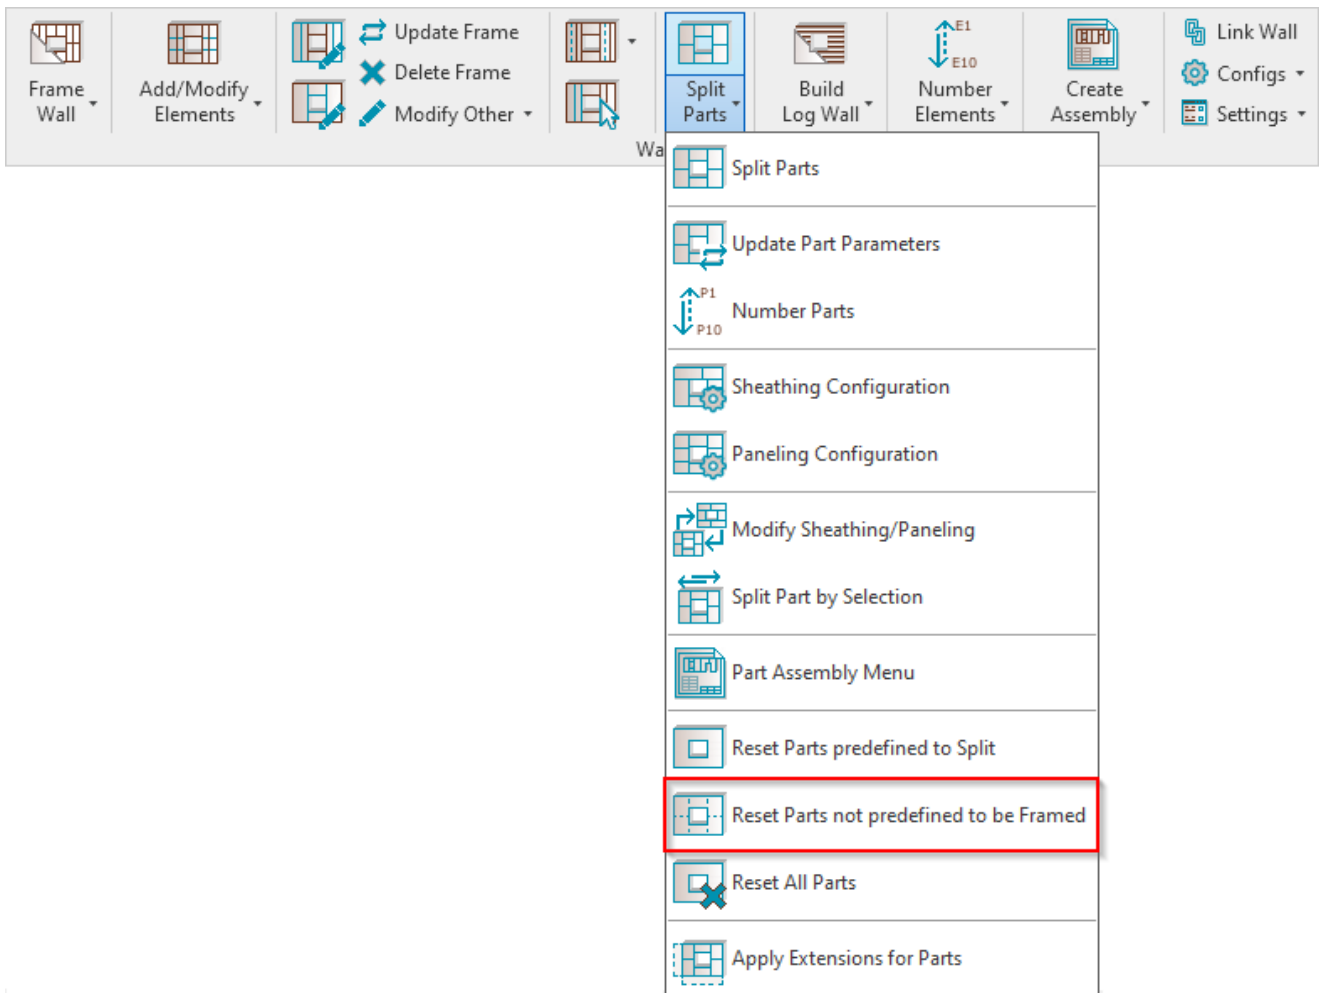 Frame
Wall
Add/Modify
Elements
Update Frame
Delete Frame
Modify Other
Split
Parts
Build
Log Wall
E1
E10
Number
Elements
Create
Assembly
Link Wall
Configs
Settings
Wa
Split Parts
Update Part Parameters
P1
P10
Number Parts
Sheathing Configuration
Paneling Configuration
Modify Sheathing/Paneling
Split Part by Selection
Part Assembly Menu
Reset Parts predefined to Split
Reset Parts not predefined to be Framed
Reset All Parts
Apply Extensions for Parts